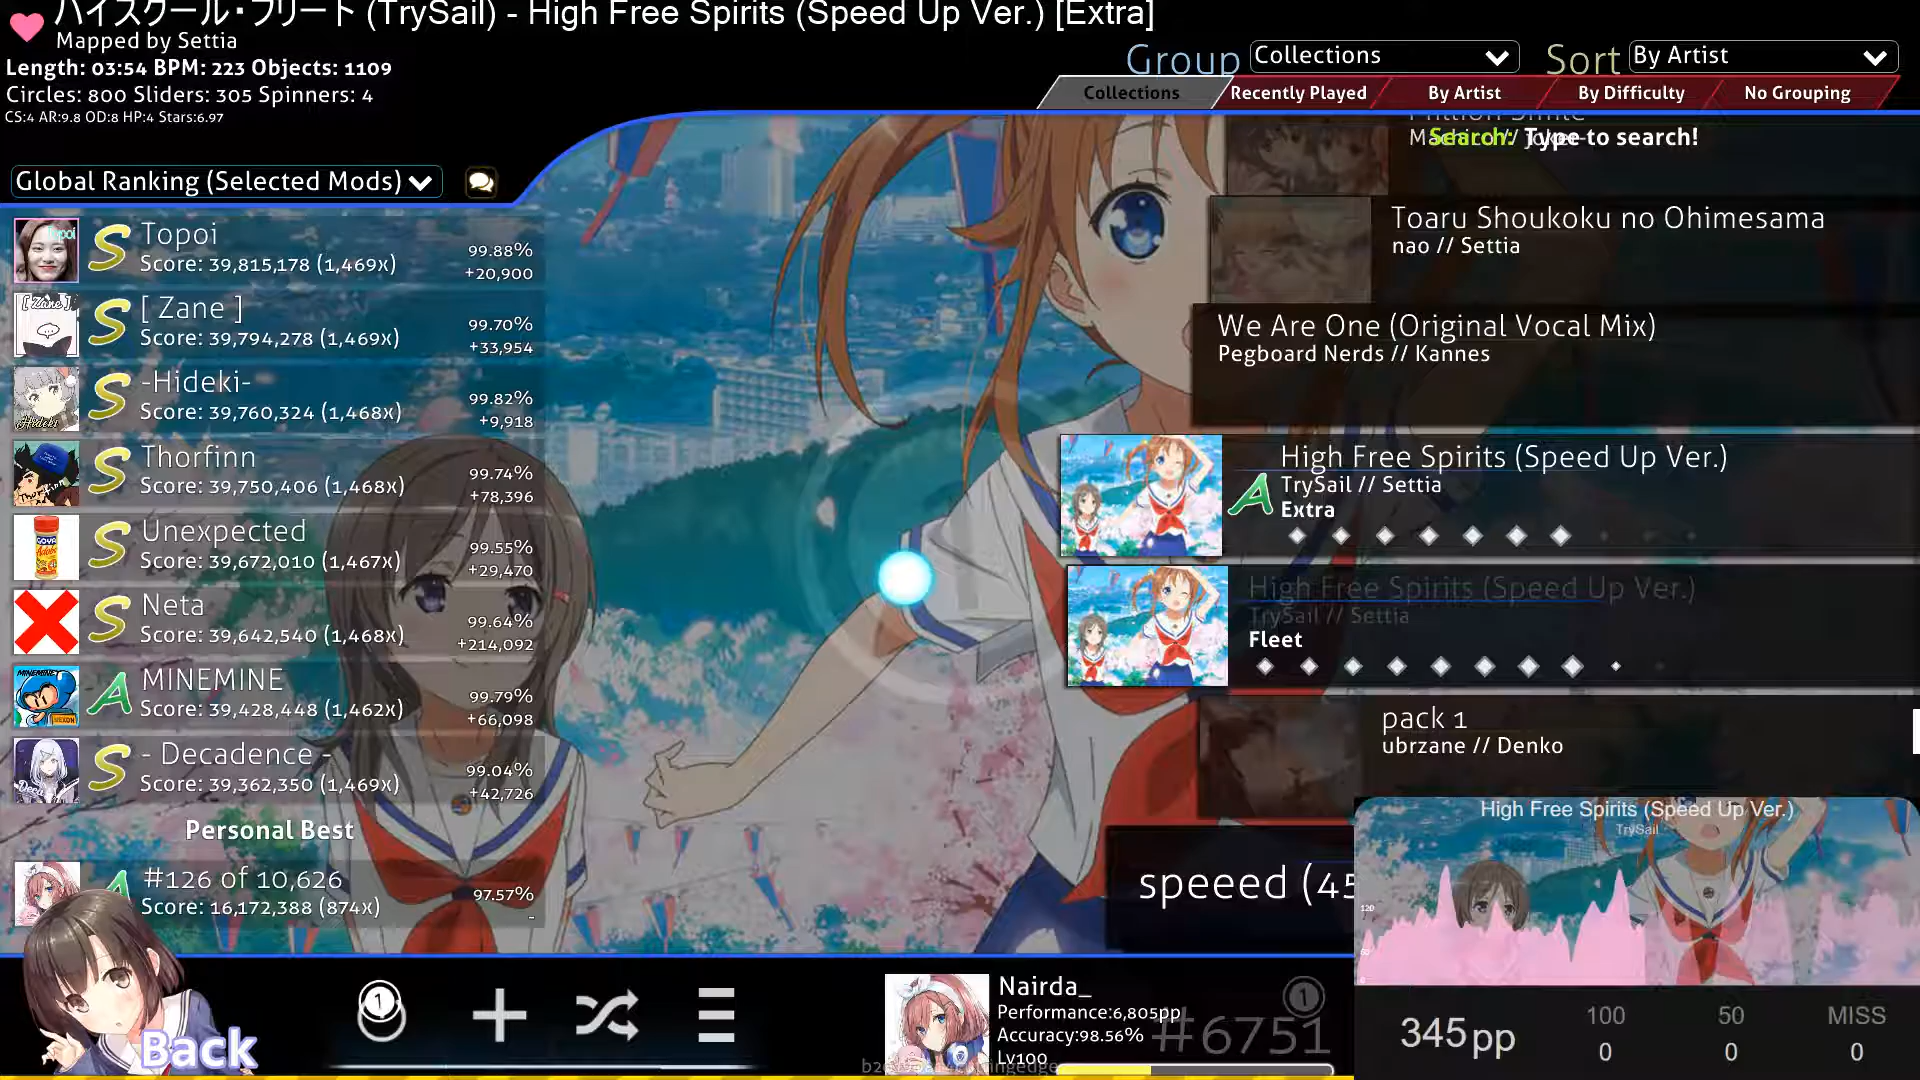 ハイスクール・フリート (TrySail) - High Free Spirits (Speed Up Ver.) [Extra]
Mapped by Settia
Length: 03:54 BPM: 223 Objects: 1109
Circles: 800 Sliders: 305 Spinners: 4
CS:4 AR:9.8 OD:8 HP:4 Stars:6.97
Group Collections Sort By Artist
Collections Recently Played By Artist By Difficulty No Grouping
Search: Type to search!
Global Ranking (Selected Mods)
Topoi
Score: 39,815,178 (1,469x)
99.88%
+20,900
[ Zane ]
Score: 39,794,278 (1,469x)
99.70%
+33,954
-Hideki-
Score: 39,760,324 (1,468x)
99.82%
+9,918
Thorfinn
Score: 39,750,406 (1,468x)
99.74%
+78,396
Unexpected
Score: 39,672,010 (1,467x)
99.55%
+29,470
Neta
Score: 39,642,540 (1,468x)
99.64%
+214,092
MINEMINE
Score: 39,428,448 (1,462x)
99.79%
+66,098
- Decadence -
Score: 39,362,350 (1,469x)
99.04%
+42,726
Personal Best
#126 of 10,626
Score: 16,172,388 (874x)
97.57%
-
Toaru Shoukoku no Ohimesama
nao // Settia
We Are One (Original Vocal Mix)
Pegboard Nerds // Kannes
High Free Spirits (Speed Up Ver.)
TrySail // Settia
Extra
High Free Spirits (Speed Up Ver.)
TrySail // Settia
Fleet
pack 1
ubrzane // Denko
speeed (45
High Free Spirits (Speed Up Ver.)
TrySail
120
345pp
100 50 MISS
0 0 0
Back
1
Nairda_
Performance:6,805pp
Accuracy:98.56%
Lv100
#6751
1